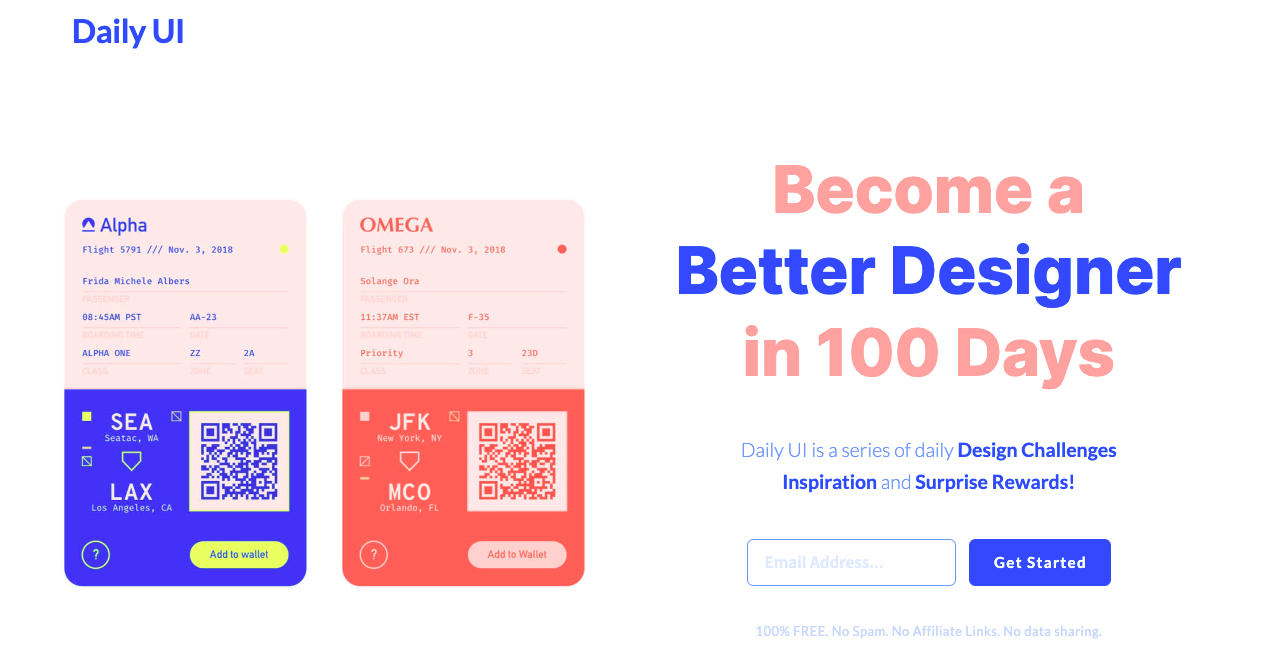 Daily UI
Alpha
Flight 5791 /// Nov. 3, 2018
Frida Michele Albers
PASSENGER
08:45AM PST AA-23
BOARDING TIME GATE
ALPHA ONE ZZ 2A
CLASS ZONE SEAT
SEA
Seatac, WA
LAX
Los Angeles, CA
?
Add to wallet
OMEGA
Flight 673 /// Nov. 3, 2018
Solange Ora
PASSENGER
11:37AM EST F-35
BOARDING TIME GATE
Priority 3 23D
CLASS ZONE SEAT
JFK
New York, NY
MCO
Orlando, FL
?
Add to Wallet
Become a
Better Designer
in 100 Days
Daily UI is a series of daily Design Challenges
Inspiration and Surprise Rewards!
Email Address...
Get Started
100% FREE. No Spam. No Affiliate Links. No data sharing.